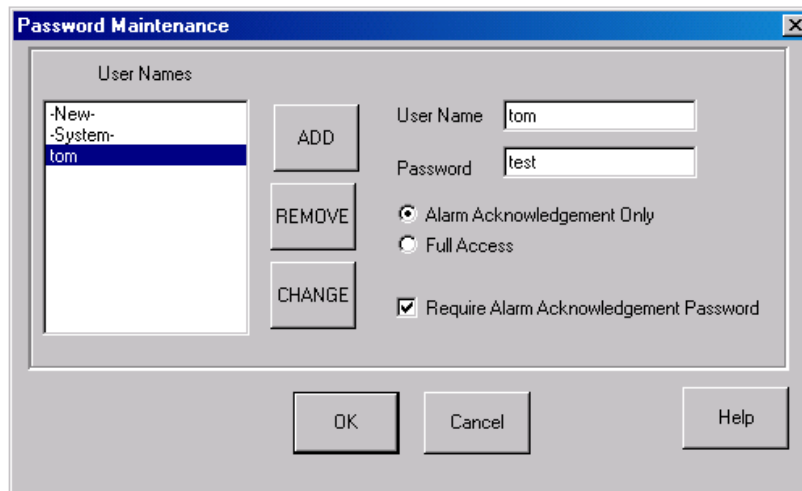 Password Maintenance
User Names
-New-
-System-
tom
ADD
REMOVE
CHANGE
User Name
tom
Password
test
Alarm Acknowledgement Only
Full Access
Require Alarm Acknowledgement Password
OK
Cancel
Help